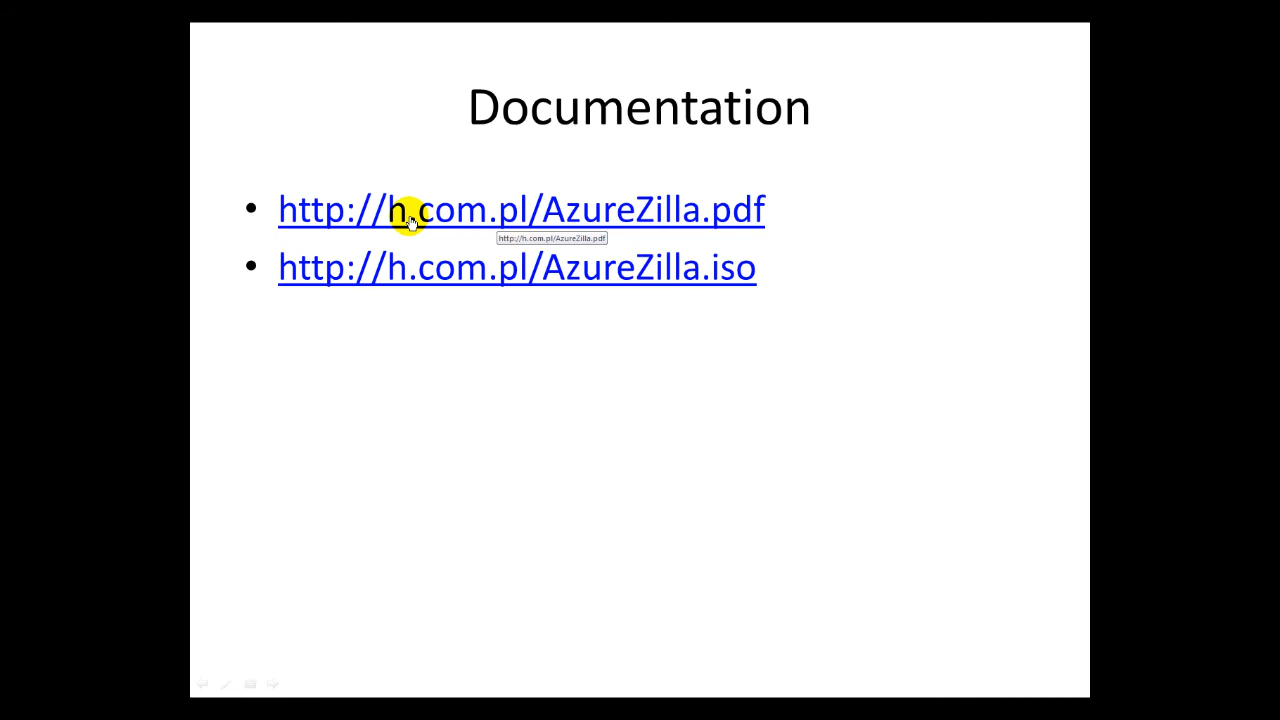 Documentation
• http://h.com.pl/AzureZilla.pdf
http://h.com.pl/AzureZilla.pdf
• http://h.com.pl/AzureZilla.iso